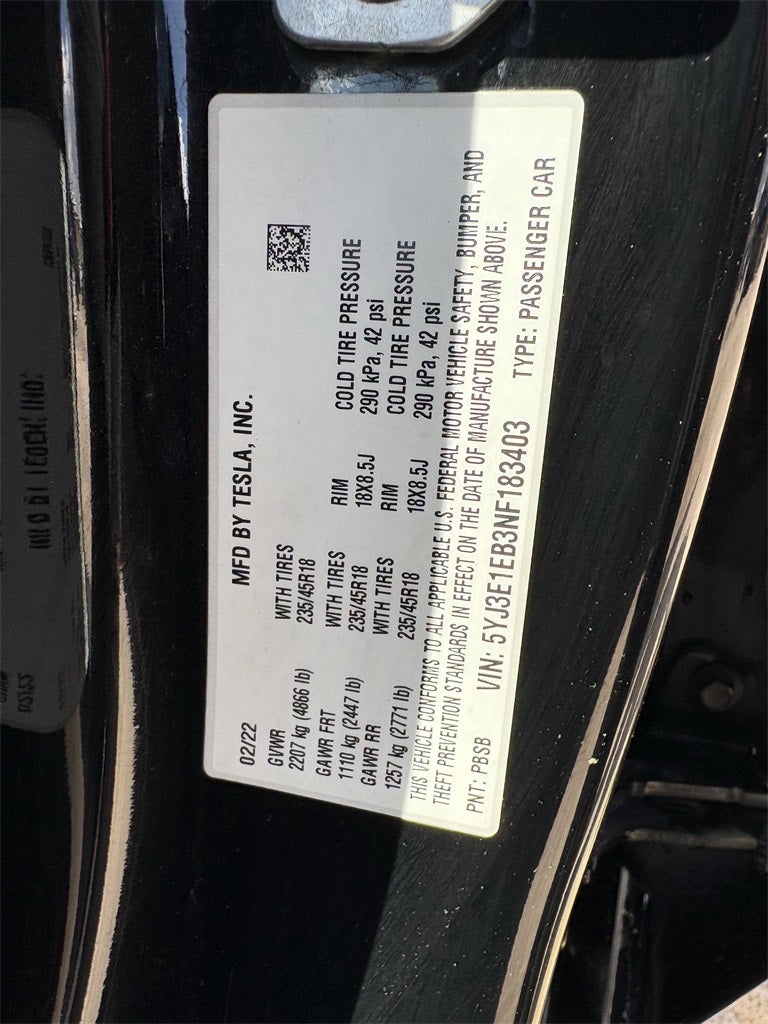 MFD BY TESLA, INC.
02/22
GVWR
2207 kg (4866 lb)
WITH TIRES
235/45R18
GAWR FRT
1110 kg (2447 lb)
WITH TIRES
235/45R18
RIM
18X8.5J
COLD TIRE PRESSURE
290 kPa, 42 psi
GAWR RR
1257 kg (2771 lb)
WITH TIRES
235/45R18
RIM
18X8.5J
COLD TIRE PRESSURE
290 kPa, 42 psi
THIS VEHICLE CONFORMS TO ALL APPLICABLE U.S. FEDERAL MOTOR VEHICLE SAFETY, BUMPER, AND
THEFT PREVENTION STANDARDS IN EFFECT ON THE DATE OF MANUFACTURE SHOWN ABOVE.
PNT: PBSB VIN: 5YJ3E1EB3NF183403 TYPE: PASSENGER CAR